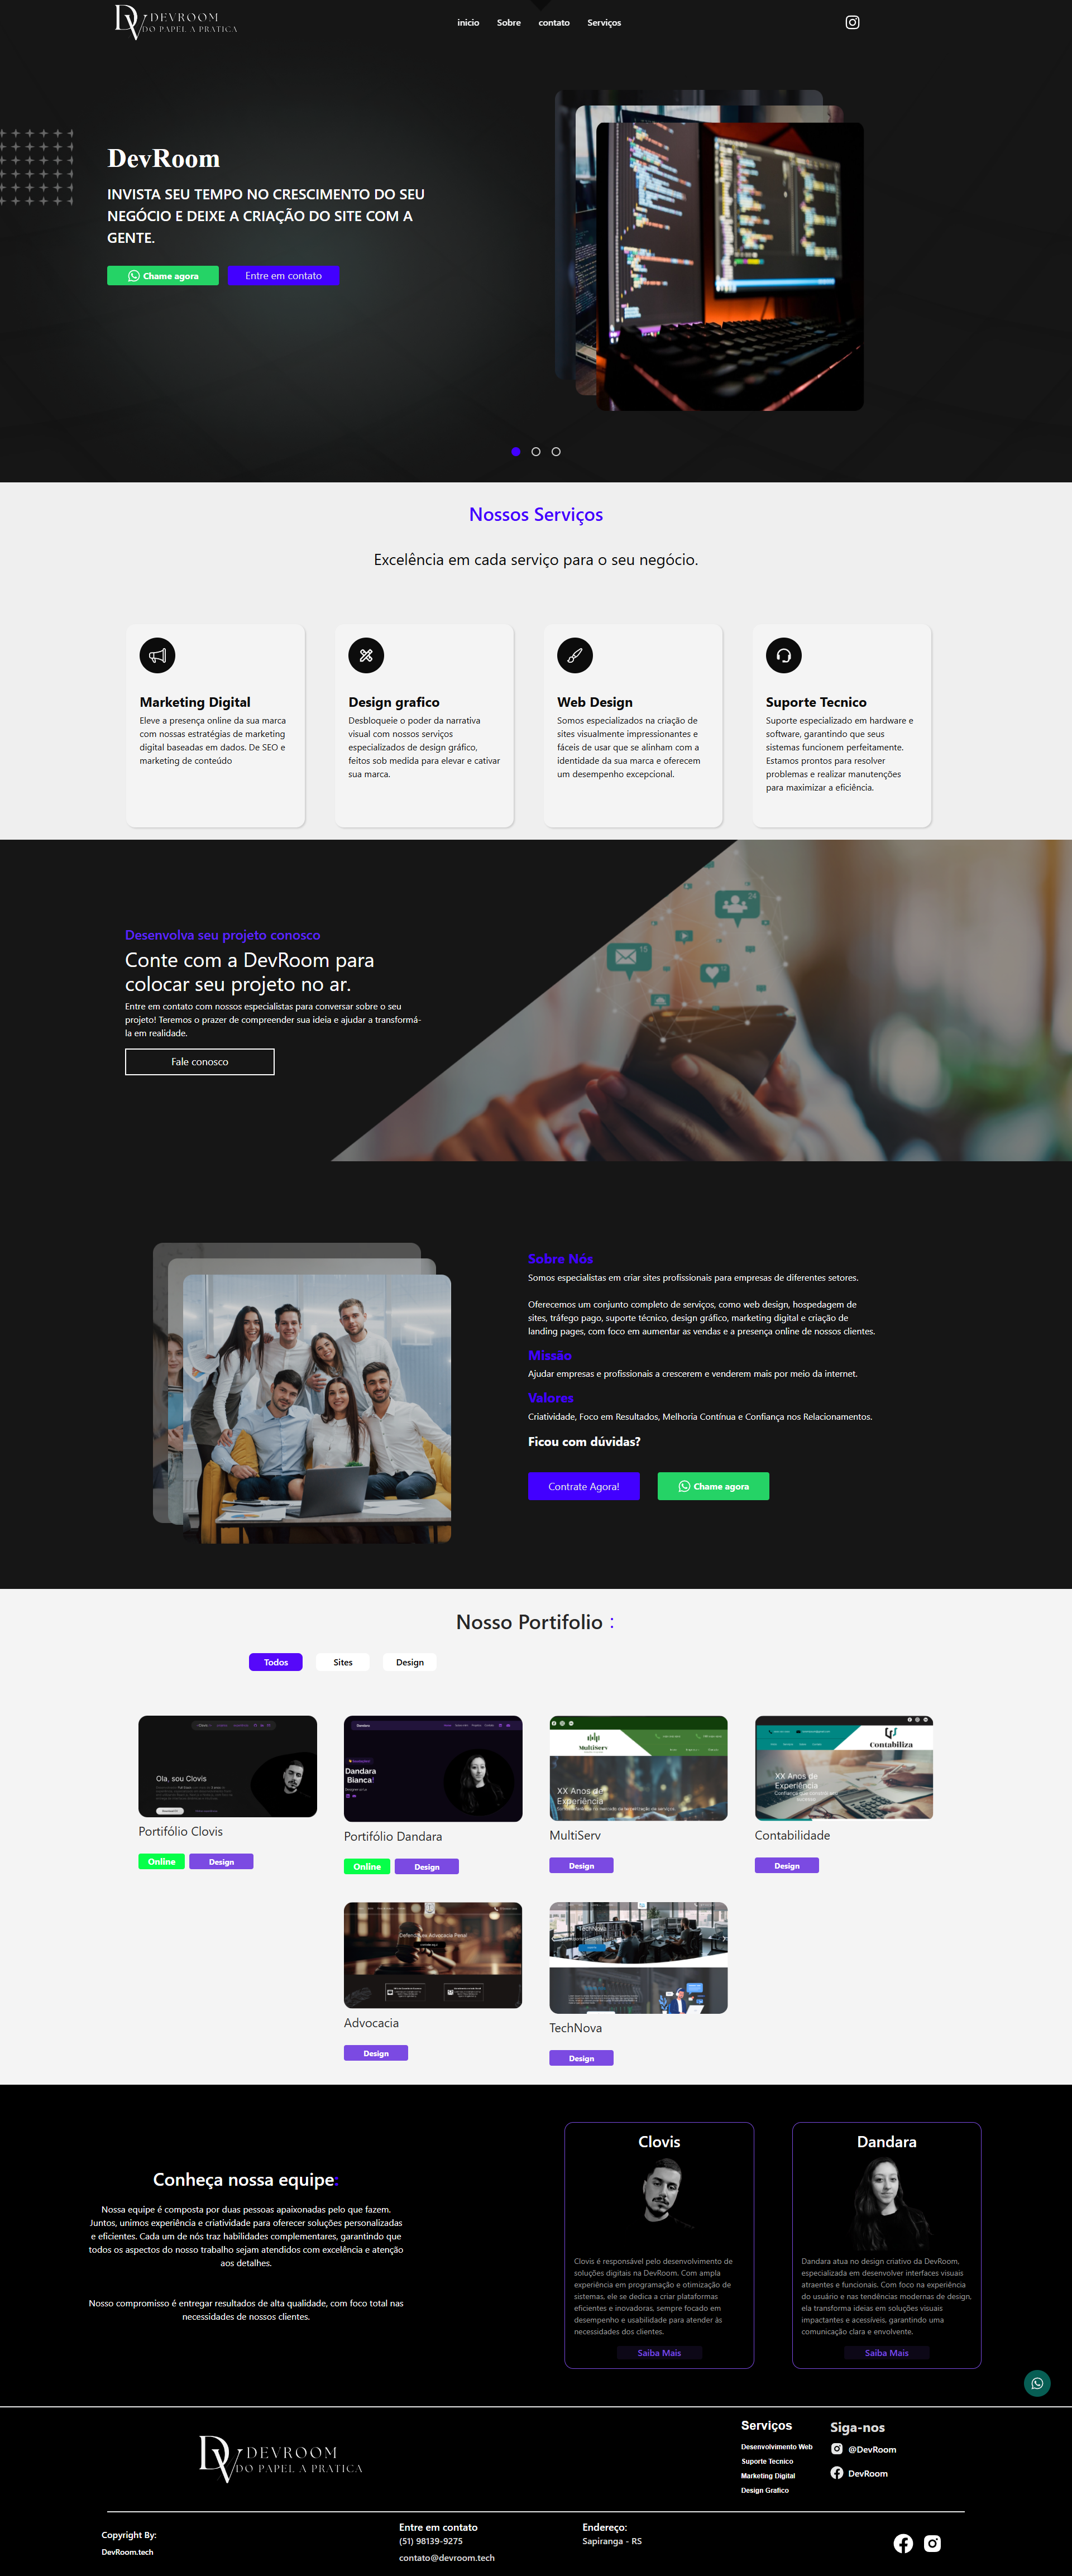 DEVROOM
DO PAPEL A PRATICA
inicio
Sobre
contato
Serviços
DevRoom
INVISTA SEU TEMPO NO CRESCIMENTO DO SEU
NEGÓCIO E DEIXE A CRIAÇÃO DO SITE COM A
GENTE.
Chame agora
Entre em contato
Nossos Serviços
Excelência em cada serviço para o seu negócio.
Marketing Digital
Eleve a presença online da sua marca
com nossas estratégias de marketing
digital baseadas em dados. De SEO e
marketing de conteúdo
Design grafico
Desbloqueie o poder da narrativa
visual com nossos serviços
especializados de design gráfico,
feitos sob medida para elevar e cativar
sua marca.
Web Design
Somos especializados na criação de
sites visualmente impressionantes e
fáceis de usar que se alinham com a
identidade da sua marca e oferecem
um desempenho excepcional.
Suporte Tecnico
Suporte especializado em hardware e
software, garantindo que seus
sistemas funcionem perfeitamente.
Estamos prontos para resolver
problemas e realizar manutenções
para maximizar a eficiência.
Desenvolva seu projeto conosco
Conte com a DevRoom para
colocar seu projeto no ar.
Entre em contato com nossos especialistas para conversar sobre o seu
projeto! Teremos o prazer de compreender sua ideia e ajudar a transformá-
la em realidade.
Fale conosco
24
15
Sobre Nós
Somos especialistas em criar sites profissionais para empresas de diferentes setores.
Oferecemos um conjunto completo de serviços, como web design, hospedagem de
sites, tráfego pago, suporte técnico, design gráfico, marketing digital e criação de
landing pages, com foco em aumentar as vendas e a presença online de nossos clientes.
Missão
Ajudar empresas e profissionais a crescerem e venderem mais por meio da internet.
Valores
Criatividade, Foco em Resultados, Melhoria Contínua e Confiança nos Relacionamentos.
Ficou com dúvidas?
Contrate Agora!
Chame agora
Nosso Portifolio :
Todos
Sites
Design
Ola, sou Clovis
Portifólio Clovis
Online
Design
Dandara
Bianca
Portifólio Dandara
Online
Design
MultiServ
XX Anos de
Experiência
MultiServ
Design
Contabiliza
XX Anos de
Experiência
Contabilidade
Design
Advocacia
Design
TechNova
TechNova
Design
Conheça nossa equipe:
Nossa equipe é composta por duas pessoas apaixonadas pelo que fazem.
Juntos, unimos experiência e criatividade para oferecer soluções personalizadas
e eficientes. Cada um de nós traz habilidades complementares, garantindo que
todos os aspectos do nosso trabalho sejam atendidos com excelência e atenção
aos detalhes.
Nosso compromisso é entregar resultados de alta qualidade, com foco total nas
necessidades de nossos clientes.
Clovis
Clovis é responsável pelo desenvolvimento de
soluções digitais na DevRoom. Com ampla
experiência em programação e otimização de
sistemas, ele se dedica a criar plataformas
eficientes e inovadoras, sempre focado em
desempenho e usabilidade para atender às
necessidades dos clientes.
Saiba Mais
Dandara
Dandara atua no design criativo da DevRoom,
especializada em desenvolver interfaces visuais
atraentes e funcionais. Com foco na experiência
do usuário e nas tendências modernas de design,
ela transforma ideias em soluções visuais
impactantes e acessíveis, garantindo uma
comunicação clara e envolvente.
Saiba Mais
DEVROOM
DO PAPEL A PRATICA
Serviços
Desenvolvimento Web
Suporte Tecnico
Marketing Digital
Design Grafico
Siga-nos
@DevRoom
DevRoom
Copyright By:
DevRoom.tech
Entre em contato
(51) 98139-9275
contato@devroom.tech
Endereço:
Sapiranga - RS